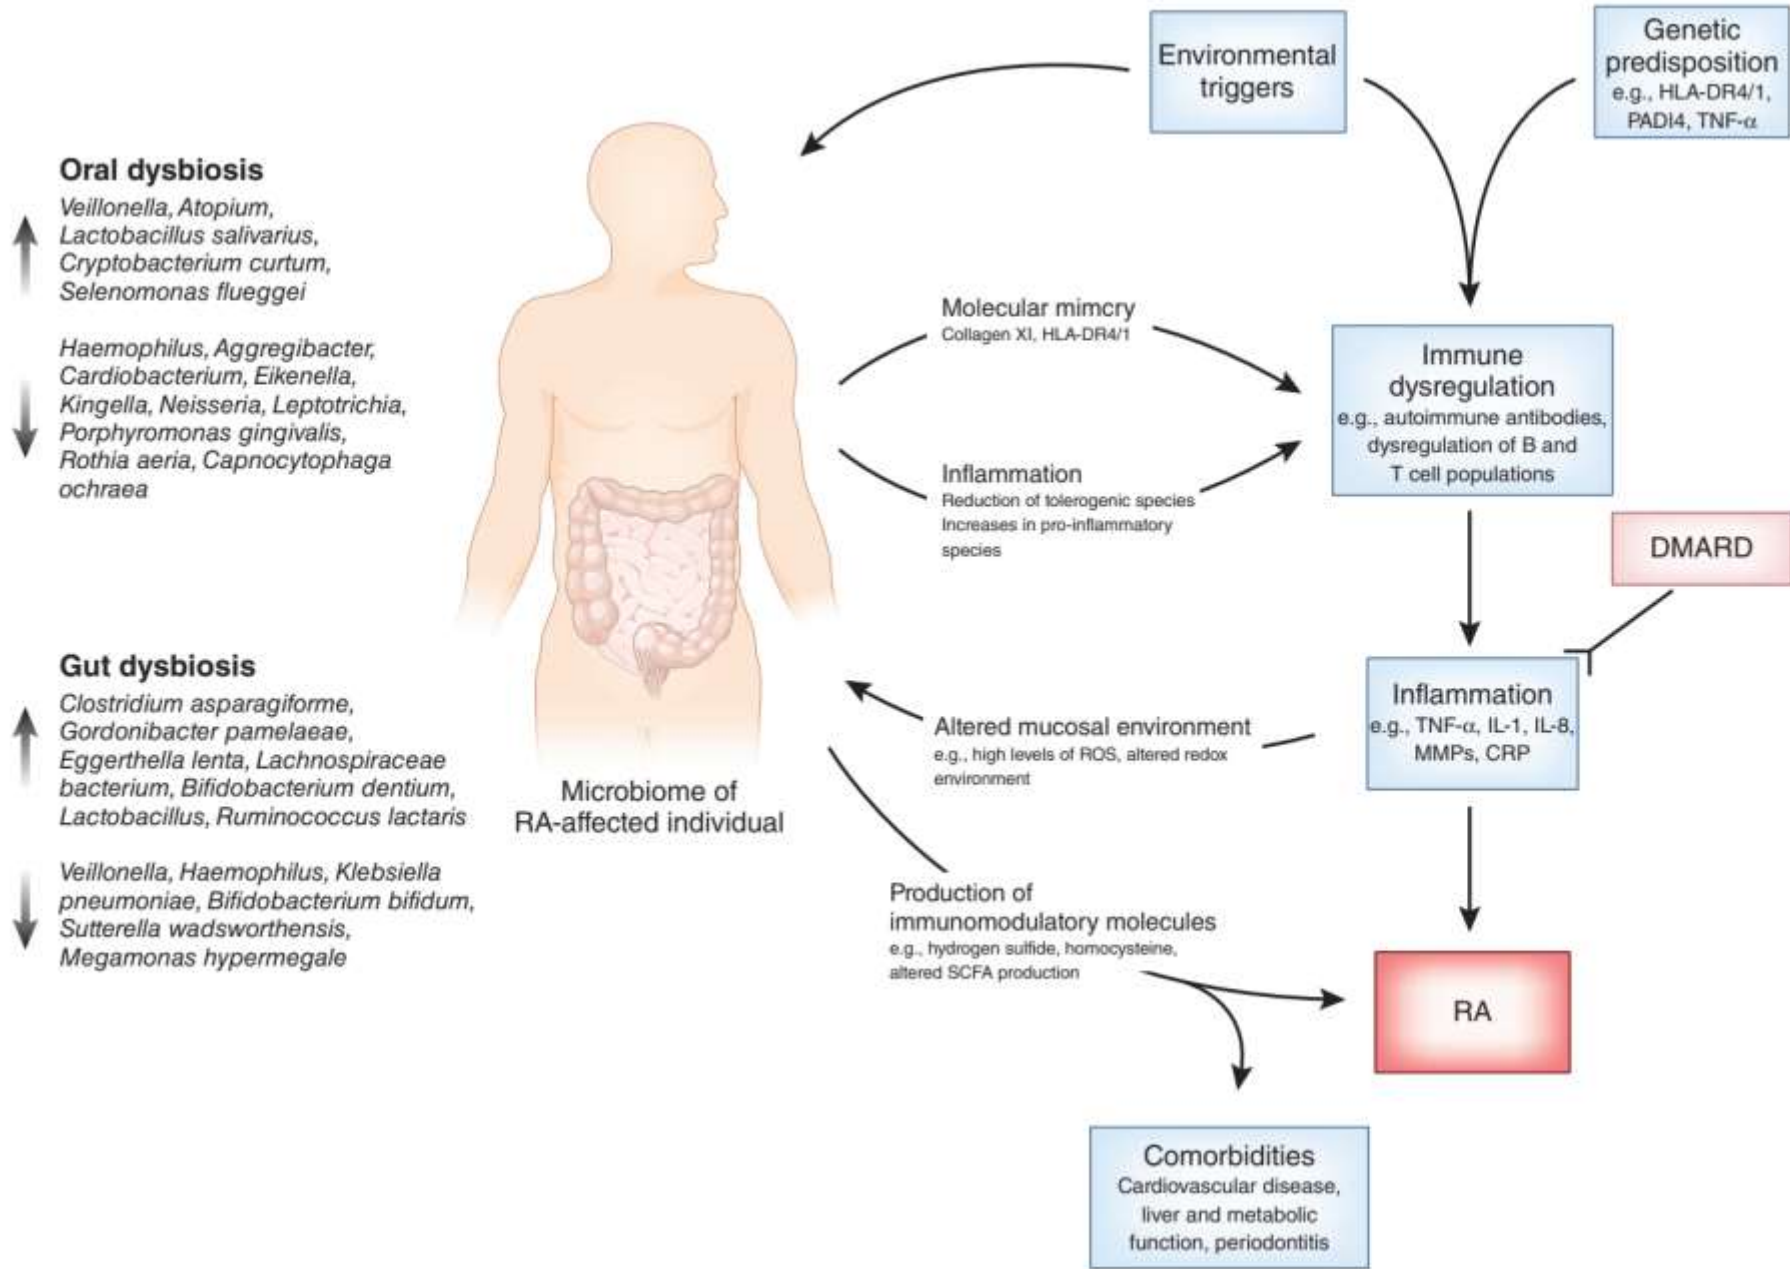 Environmental
triggers
Genetic
predisposition
e.g., HLA-DR4/1,
PADI4, TNF-α
Oral dysbiosis
Veillonella, Atopium,
Lactobacillus salivarius,
Cryptobacterium curtum,
Selenomonas flueggei
Haemophilus, Aggregibacter,
Cardiobacterium, Eikenella,
Kingella, Neisseria, Leptotrichia,
Porphyromonas gingivalis,
Rothia aeria, Capnocytophaga
ochraea
Gut dysbiosis
Clostridium asparagiforme,
Gordonibacter pamelaeae,
Eggerthella lenta, Lachnospiraceae
bacterium, Bifidobacterium dentium,
Lactobacillus, Ruminococcus lactaris
Veillonella, Haemophilus, Klebsiella
pneumoniae, Bifidobacterium bifidum,
Sutterella wadsworthensis,
Megamonas hypermegale
Microbiome of
RA-affected individual
Molecular mimcry
Collagen XI, HLA-DR4/1
Inflammation
Reduction of tolerogenic species
Increases in pro-inflammatory
species
Altered mucosal environment
e.g., high levels of ROS, altered redox
environment
Production of
immunomodulatory molecules
e.g., hydrogen sulfide, homocysteine,
altered SCFA production
Immune
dysregulation
e.g., autoimmune antibodies,
dysregulation of B and
T cell populations
DMARD
Inflammation
e.g., TNF-α, IL-1, IL-8,
MMPs, CRP
RA
Comorbidities
Cardiovascular disease,
liver and metabolic
function, periodontitis